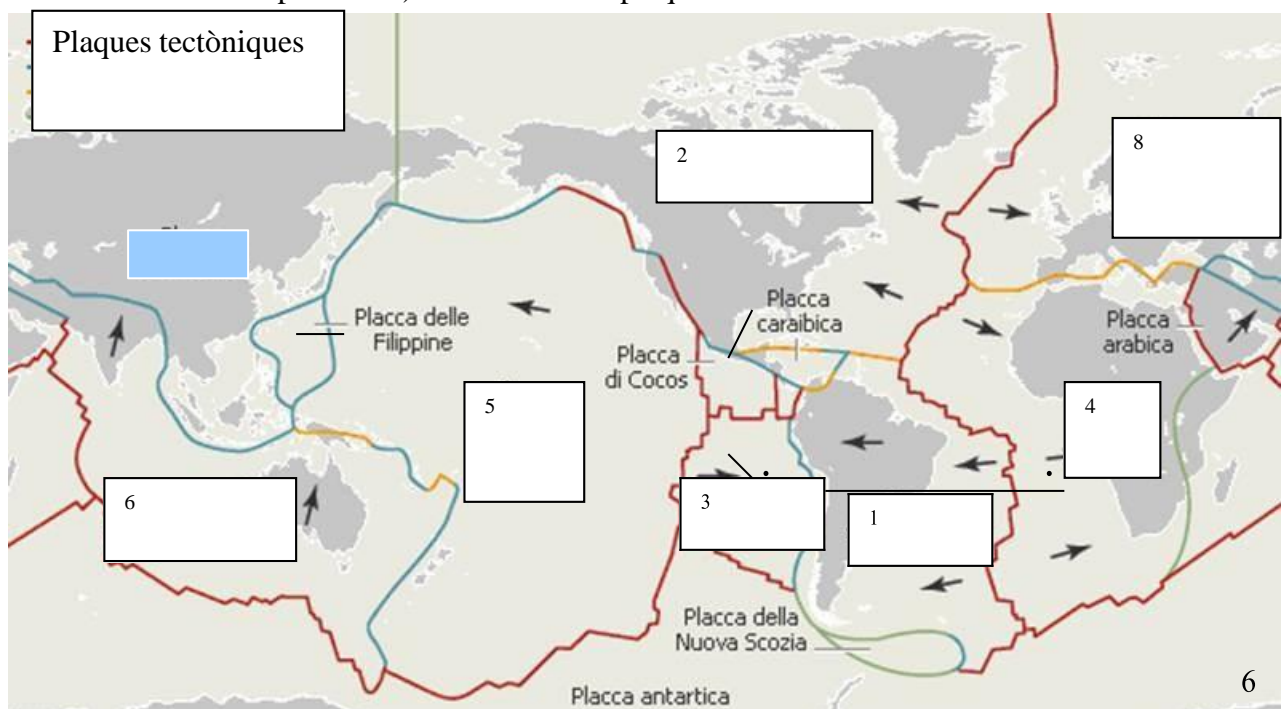 Plaques tectòniques
2
8
Placca delle
Filippine
Placca
caraibica
Placca
di Cocos
Placca
arabica
5
4
6
3
1
Placca della
Nuova Scozia
Placca antartica
6